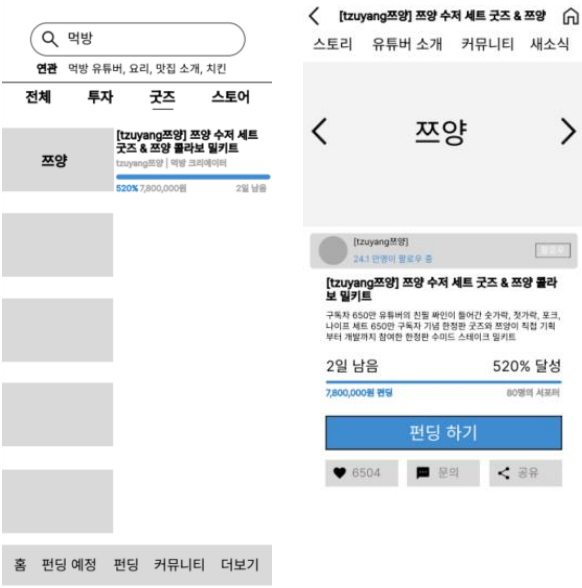 먹방
연관 먹방 유튜버, 요리, 맛집 소개, 치킨
전체 투자 굿즈 스토어
쯔양
[tzuyang쯔양] 쯔양 수저 세트
굿즈 & 쯔양 콜라보 밀키트
tzuyang쯔양 | 먹방 크리에이터
520% 7,800,000원 2일 남음
홈 펀딩 예정 펀딩 커뮤니티 더보기
[tzuyang쯔양] 쯔양 수저 세트 굿즈 & 쯔양
스토리 유튜버 소개 커뮤니티 새소식
쯔양
[tzuyang쯔양]
24.1 만명이 팔로우 중
[tzuyang쯔양] 쯔양 수저 세트 굿즈 & 쯔양 콜라
보 밀키트
구독자 650만 유튜버의 친필 싸인이 들어간 숫가락, 젓가락, 포크,
나이프 세트 650만 구독자 기념 한정판 굿즈와 쯔양이 직접 기획
부터 개발까지 참여한 한정판 수미드 스테이크 밀키트
2일 남음 520% 달성
7,800,000원 펀딩 80명의 서포터
펀딩 하기
6504 문의 공유